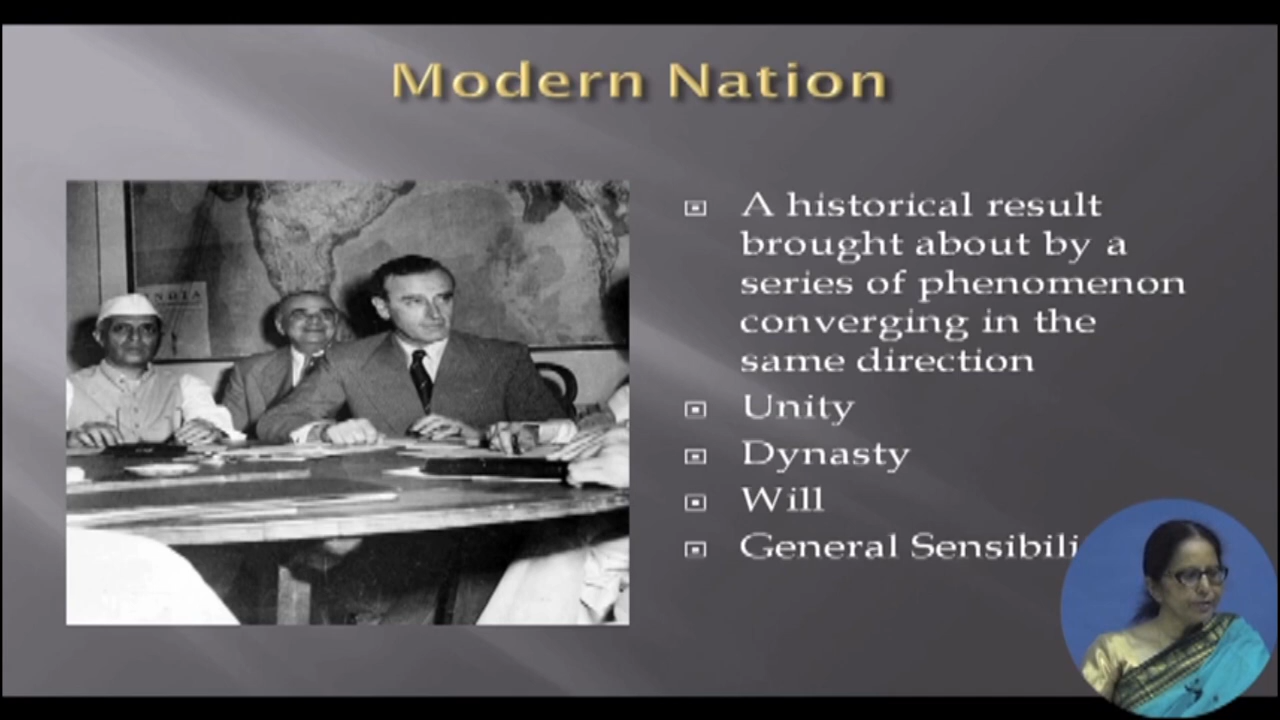 Modern Nation
A historical result
brought about by a
series of phenomenon
converging in the
same direction
Unity
Dynasty
Will
General Sensibili
INDIA